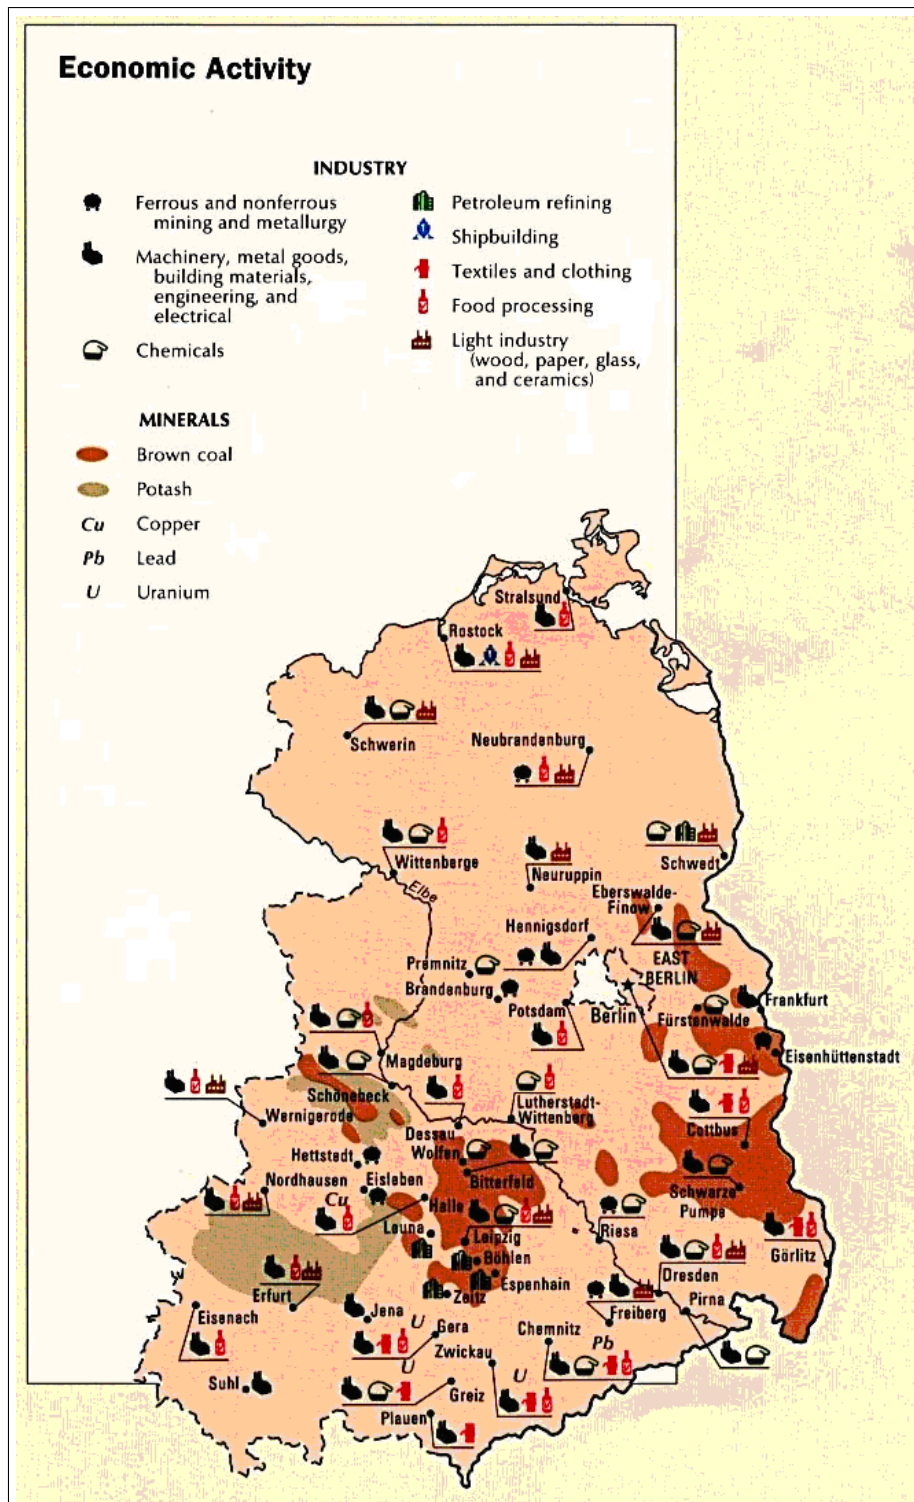 Economic Activity
INDUSTRY
Ferrous and nonferrous
mining and metallurgy
Machinery, metal goods,
building materials,
engineering, and
electrical
Chemicals
Petroleum refining
Shipbuilding
Textiles and clothing
Food processing
Light industry
(wood, paper, glass,
and ceramics)
MINERALS
Brown coal
Potash
Cu Copper
Pb Lead
U Uranium
Stralsund
Rostock
Schwerin
Neubrandenburg
Wittenberge
Elbe
Neuruppin
Schwedt
Eberswalde-
Finow
Hennigsdorf
EAST
BERLIN
Premnitz
Brandenburg
Potsdam
Berlin
Fürstenwalde
Frankfurt
Eisenhüttenstadt
Magdeburg
Schönebeck
Wernigerode
Lutherstadt-
Wittenberg
Dessau
Wolfen
Bitterfeld
Cottbus
Hettstedt
Nordhausen
Eisleben
Cu
Halle
Schwarze
Pumpe
Leuna
Leipzig
Riesa
Görlitz
Böhlen
Espenhain
Dresden
Erfurt
Zeitz
Freiberg
Pirna
Eisenach
Jena
U
Gera
Chemnitz
Pb
Zwickau
U
U
Suhl
Greiz
Plauen